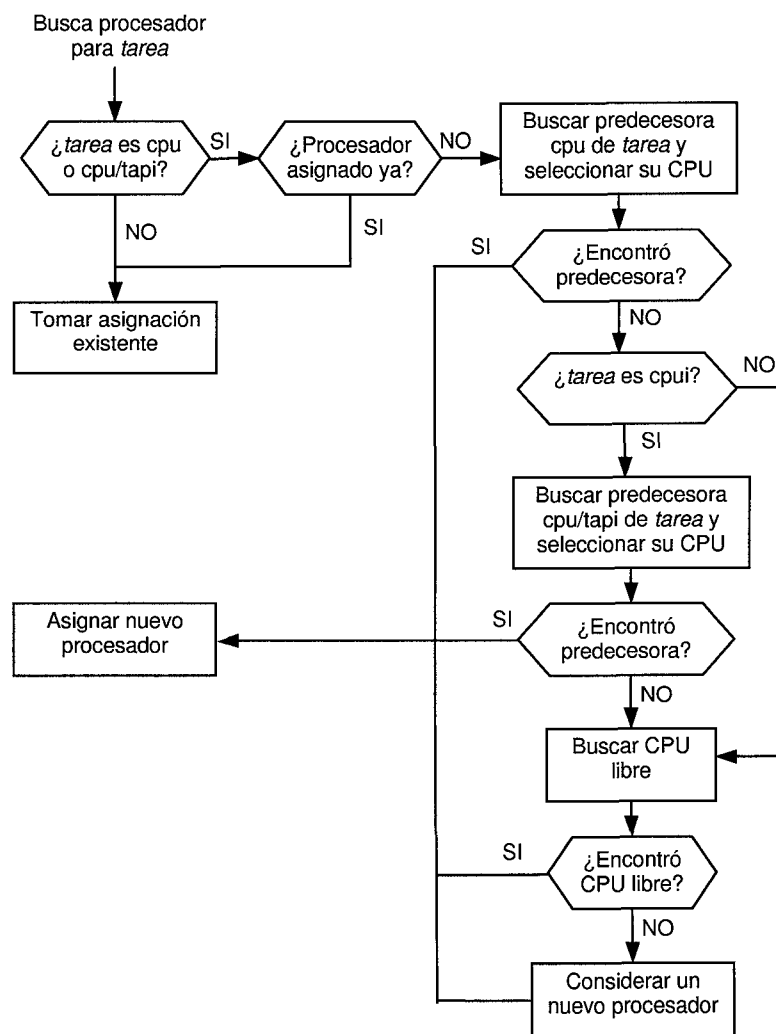 Busca procesador
para tarea
¿tarea es cpu
o cpu/tapi?
SI
¿Procesador
asignado ya?
NO
Buscar predecesora
cpu de tarea y
seleccionar su CPU
NO
SI
Tomar asignación
existente
SI
¿Encontró
predecesora?
NO
¿tarea es cpui?
NO
SI
Buscar predecesora
cpu/tapi de tarea y
seleccionar su CPU
Asignar nuevo
procesador
SI
¿Encontró
predecesora?
NO
Buscar CPU
libre
SI
¿Encontró
CPU libre?
NO
Considerar un
nuevo procesador